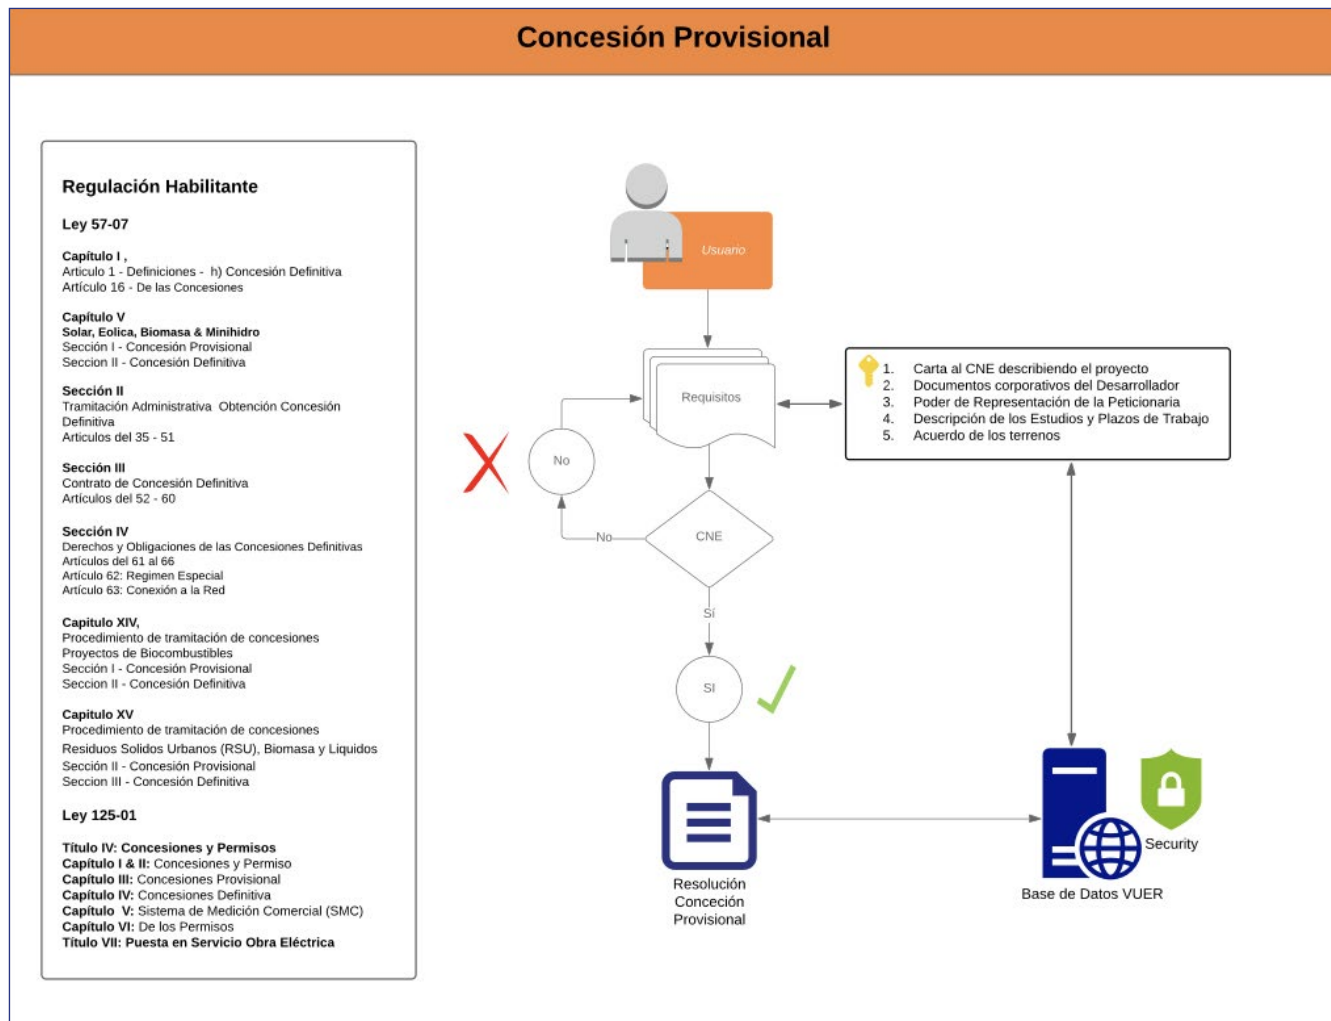 Concesión Provisional
Regulación Habilitante
Ley 57-07
Capítulo I ,
Articulo 1 - Definiciones - h) Concesión Definitiva
Artículo 16 - De las Concesiones
Capítulo V
Solar, Eolica, Biomasa & Minihidro
Sección I - Concesión Provisional
Seccion II - Concesión Definitiva
Sección II
Tramitación Administrativa Obtención Concesión
Definitiva
Articulos del 35 - 51
Sección III
Contrato de Concesión Definitiva
Artículos del 52 - 60
Sección IV
Derechos y Obligaciones de las Concesiones Definitivas
Artículos del 61 al 66
Artículo 62: Regimen Especial
Artículo 63: Conexión a la Red
Capitulo XIV,
Procedimiento de tramitación de concesiones
Proyectos de Biocombustibles
Sección I - Concesión Provisional
Seccion II - Concesión Definitiva
Capitulo XV
Procedimiento de tramitación de concesiones
Residuos Solidos Urbanos (RSU), Biomasa y Liquidos
Sección II - Concesión Provisional
Seccion III - Concesión Definitiva
Ley 125-01
Título IV: Concesiones y Permisos
Capítulo I & II: Concesiones y Permiso
Capítulo III: Concesiones Provisional
Capítulo IV: Concesiones Definitiva
Capítulo V: Sistema de Medición Comercial (SMC)
Capítulo VI: De los Permisos
Título VII: Puesta en Servicio Obra Eléctrica
Usuario
Requisitos
1. Carta al CNE describiendo el proyecto
2. Documentos corporativos del Desarrollador
3. Poder de Representación de la Peticionaria
4. Descripción de los Estudios y Plazos de Trabajo
5. Acuerdo de los terrenos
No
No
CNE
Sí
SI
Resolución
Conceción
Provisional
Security
Base de Datos VUER